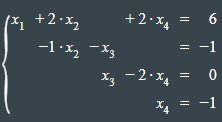 x₁ +2·x₂ +2·x₄ = 6
-1·x₂ -x₃ = -1
x₃ -2·x₄ = 0
x₄ = -1